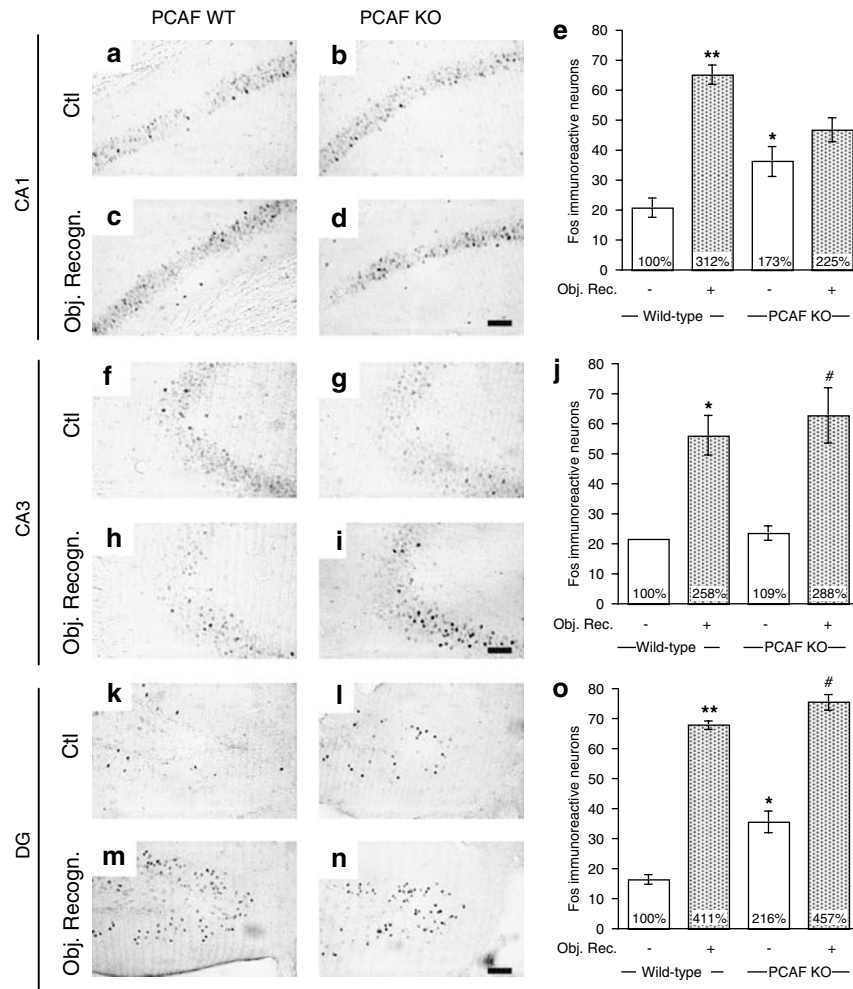 PCAF WT
PCAF KO
CA1
Ctl
a
b
Obj. Recogn.
c
d
e
Fos immunoreactive neurons
80
70
60
50
40
30
20
10
0
**
*
100%
312%
173%
225%
Obj. Rec. - + - +
Wild-type
PCAF KO
CA3
Ctl
f
g
Obj. Recogn.
h
i
j
Fos immunoreactive neurons
80
70
60
50
40
30
20
10
0
*
#
100%
258%
109%
288%
Obj. Rec. - + - +
Wild-type
PCAF KO
DG
Ctl
k
l
Obj. Recogn.
m
n
o
Fos immunoreactive neurons
80
70
60
50
40
30
20
10
0
**
*
#
100%
411%
216%
457%
Obj. Rec. - + - +
Wild-type
PCAF KO